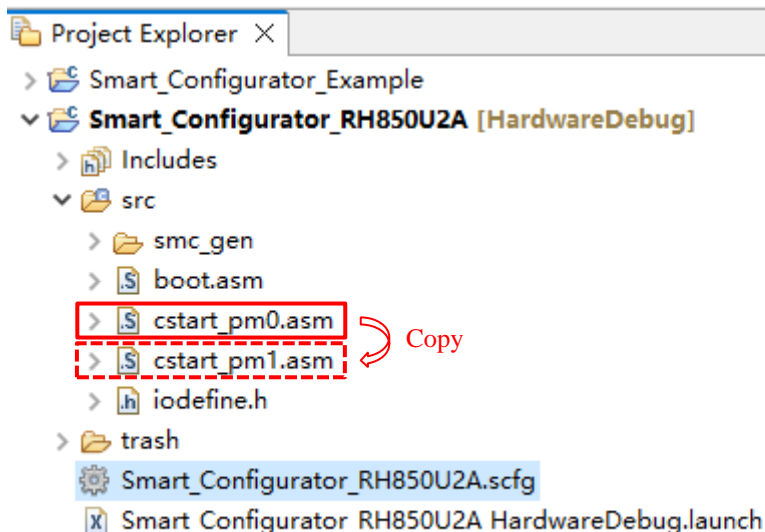 Project Explorer
Smart_Configurator_Example
Smart_Configurator_RH850U2A [HardwareDebug]
Includes
src
smc_gen
boot.asm
cstart_pm0.asm
Copy
cstart_pm1.asm
iodefine.h
trash
Smart_Configurator_RH850U2A.scfg
Smart_Configurator_RH850U2A HardwareDebug.launch